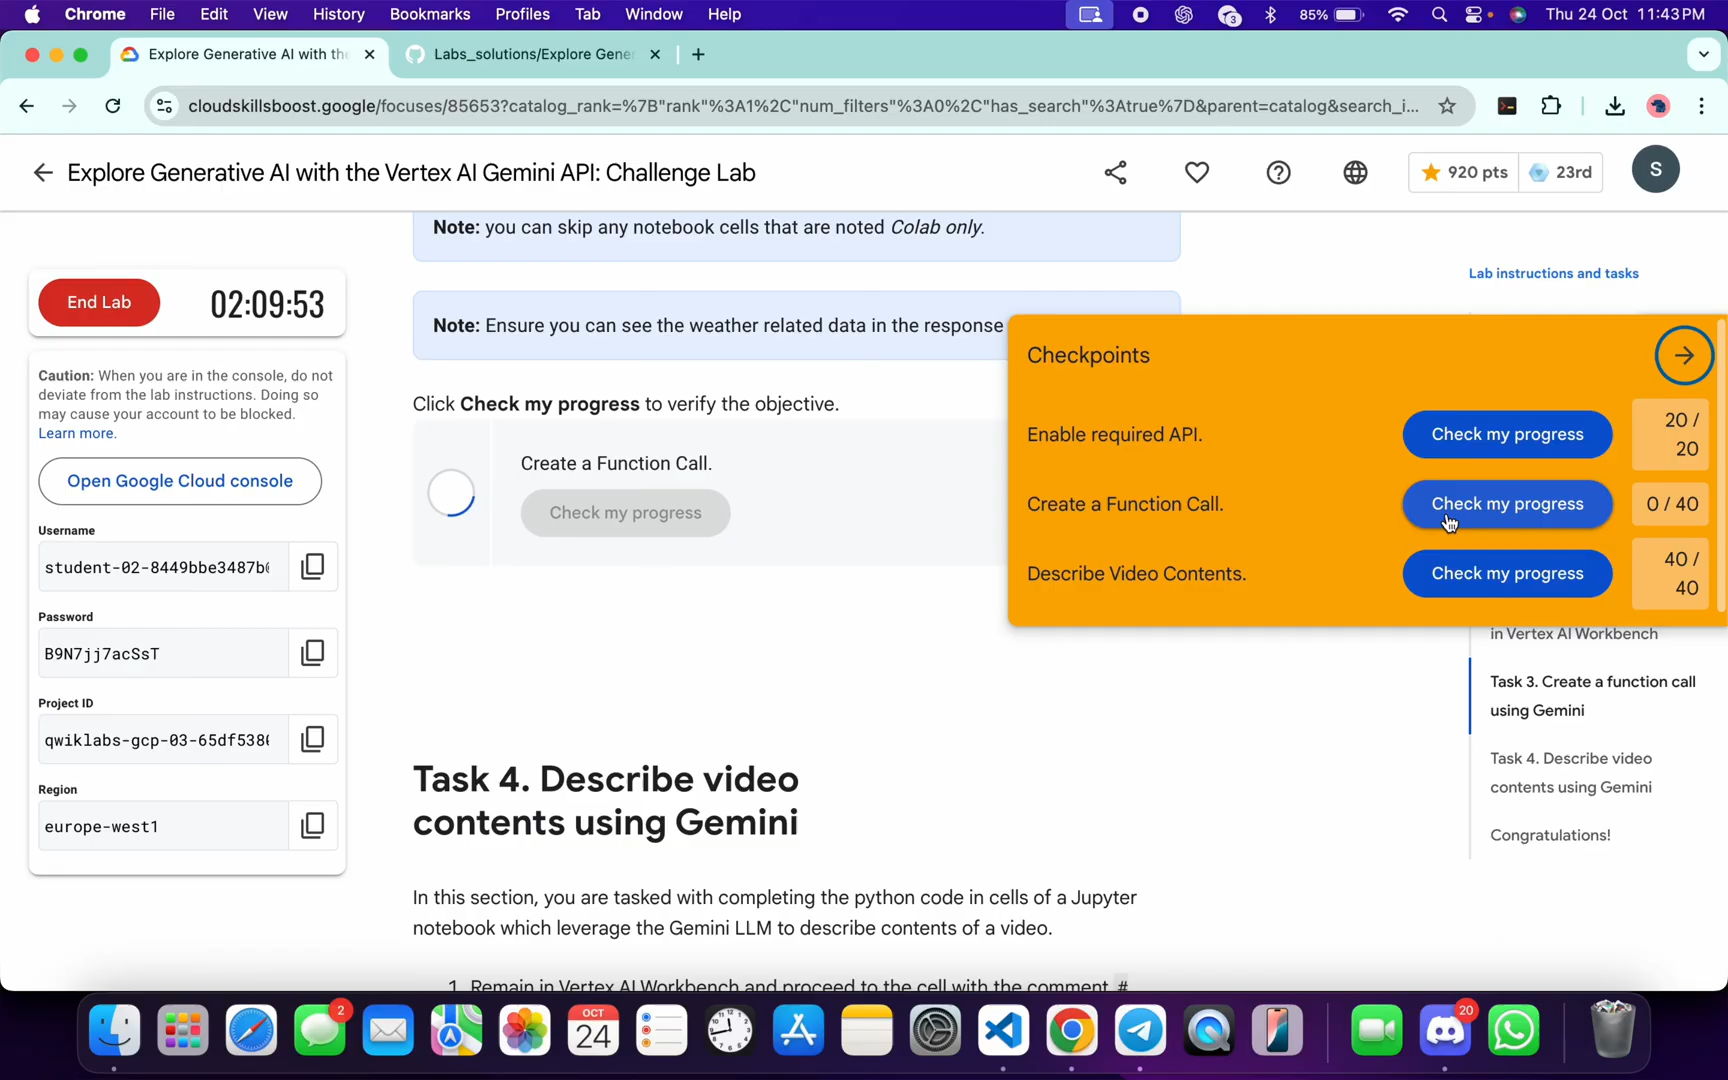 Chrome File Edit View History Bookmarks Profiles Tab Window Help 3 85% Thu 24 Oct 11:43 PM
Explore Generative AI with the
Labs_solutions/Explore Gene
cloudskillsboost.google/focuses/85653?catalog_rank=%7B"rank"%3A1%2C"num_filters"%3A0%2C"has_search"%3Atrue%7D&parent=catalog&search_i...
Explore Generative AI with the Vertex AI Gemini API: Challenge Lab
920 pts 23rd
S
Note: you can skip any notebook cells that are noted Colab only.
Lab instructions and tasks
End Lab 02:09:53
Note: Ensure you can see the weather related data in the response
Caution: When you are in the console, do not
deviate from the lab instructions. Doing so
may cause your account to be blocked.
Learn more.
Open Google Cloud console
Username
student-02-8449bbe3487b
Password
B9N7jj7acSsT
Project ID
qwiklabs-gcp-03-65df538
Region
europe-west1
Click Check my progress to verify the objective.
Create a Function Call.
Check my progress
Checkpoints
Enable required API. Check my progress 20 /
20
Create a Function Call. Check my progress 0 / 40
Describe Video Contents. Check my progress 40 /
40
in Vertex AI Workbench
Task 3. Create a function call
using Gemini
Task 4. Describe video
contents using Gemini
Congratulations!
Task 4. Describe video
contents using Gemini
In this section, you are tasked with completing the python code in cells of a Jupyter
notebook which leverage the Gemini LLM to describe contents of a video.
1. Remain in Vertex AI Workbench and proceed to the cell with the comment #
2
OCT
24
20